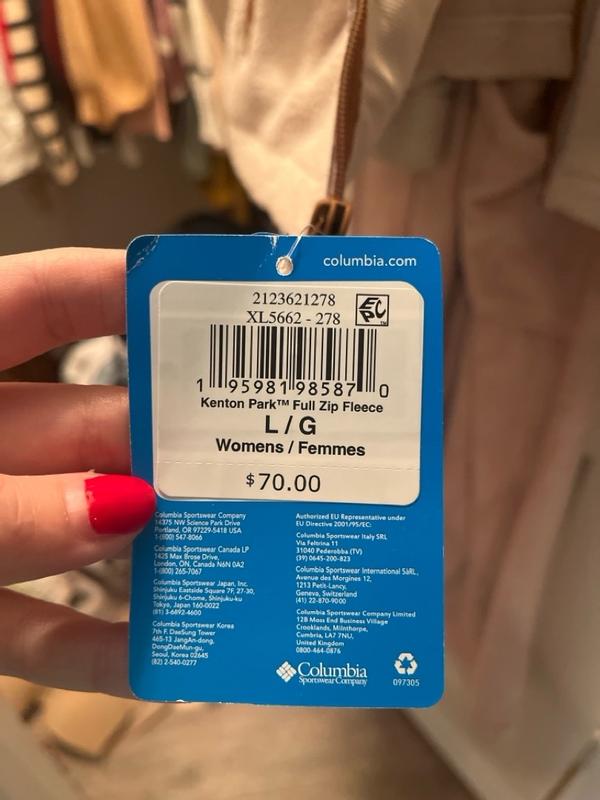 columbia.com
2123621278
XL5662 - 278
EPC™
1 95981 98587 0
Kenton Park™ Full Zip Fleece
L / G
Womens / Femmes
$70.00
Columbia Sportswear Company
14375 NW Science Park Drive
Portland, OR 97229-5418 USA
1-(800) 547-8066
Columbia Sportswear Canada LP
1425 Max Brose Drive,
London, ON, Canada N6N 0A2
1-(800) 265-7067
Columbia Sportswear Japan, Inc.
Shinjuku Eastside Square 7F, 27-30,
Shinjuku 6-Chome, Shinjuku-ku
Tokyo, Japan 160-0022
(81) 3-6892-4600
Columbia Sportswear Korea
7th F. DaeSung Tower
465-13 JangAn-dong,
DongDaeMun-gu,
Seoul, Korea 02645
(82) 2-540-0277
Authorized EU Representative under
EU Directive 2001/95/EC:
Columbia Sportswear Italy SRL
Via Feltrina 11
31040 Pederobba (TV)
(39) 0645-200-823
Columbia Sportswear International SàRL,
Avenue des Morgines 12,
1213 Petit-Lancy,
Geneva, Switzerland
(41) 22-870-9000
Columbia Sportswear Company Limited
12B Moss End Business Village
Crooklands, Milnthorpe,
Cumbria, LA7 7NU,
United Kingdom
0800-464-0876
Columbia
Sportswear Company
097305